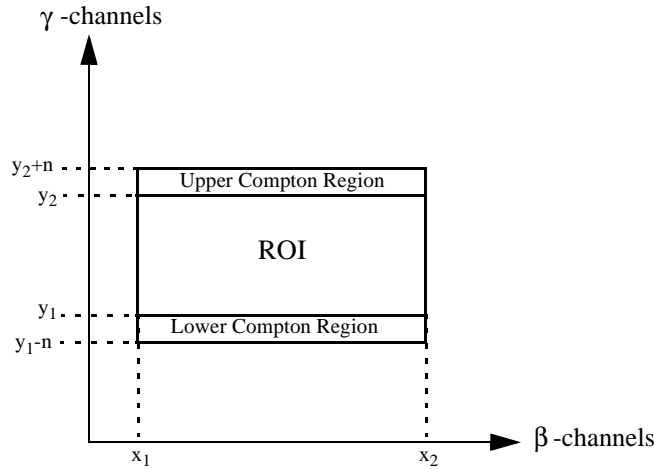 γ -channels
y₂+n
Upper Compton Region
y₂
ROI
y₁
Lower Compton Region
y₁-n
β -channels
x₁
x₂